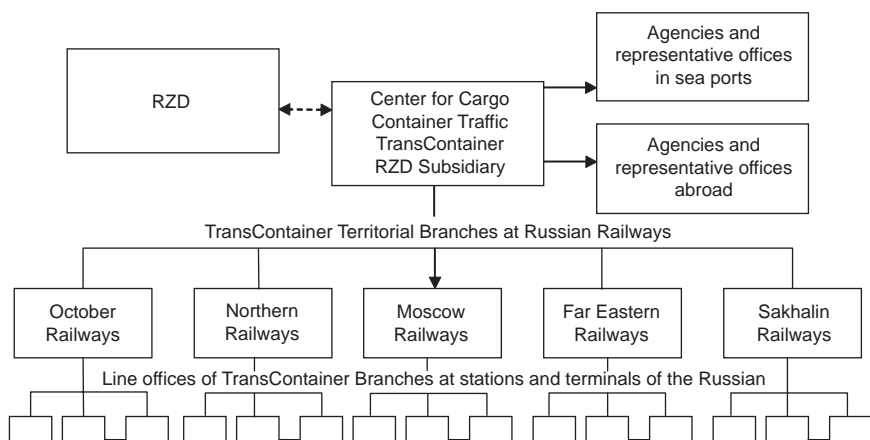 RZD
Center for Cargo
Container Traffic
TransContainer
RZD Subsidiary
Agencies and
representative offices
in sea ports
Agencies and
representative offices
abroad
TransContainer Territorial Branches at Russian Railways
October
Railways
Northern
Railways
Moscow
Railways
Far Eastern
Railways
Sakhalin
Railways
Line offices of TransContainer Branches at stations and terminals of the Russian